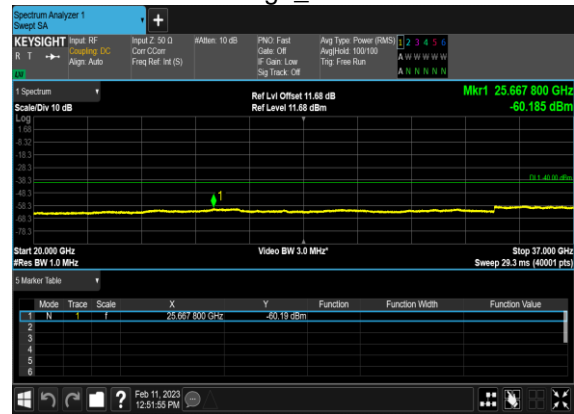 Spectrum Analyzer 1
Swept SA
+
KEYSIGHT Input: RF Input Z: 50 Ω #Atten: 10 dB PNO: Fast Avg Type: Power (RMS) 1 2 3 4 5 6
R T Coupling: DC Corr CCorr Gate: Off Avg|Hold: 100/100 A W W W W W
Align: Auto Freq Ref: Int (S) IF Gain: Low Trig: Free Run
Sig Track: Off A N N N N N
1 Spectrum Ref Lvl Offset 11.68 dB Mkr1 25.667 800 GHz
Scale/Div 10 dB Ref Level 11.68 dBm -60.185 dBm
Log
1.68
-8.32
-18.3
-28.3
DL1 -40.00 dBm
-38.3
-48.3
1
-58.3
-68.3
-78.3
Start 20.000 GHz Video BW 3.0 MHz* Stop 37.000 GHz
#Res BW 1.0 MHz Sweep 29.3 ms (40001 pts)
5 Marker Table
Mode Trace Scale X Y Function Function Width Function Value
1 N 1 f 25.667 800 GHz -60.19 dBm
2
3
4
5
6
? Feb 11, 2023
12:51:55 PM